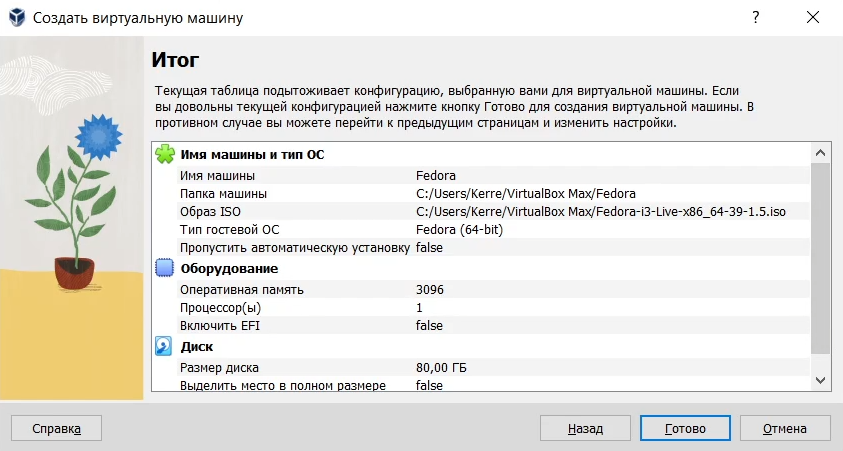 Создать виртуальную машину
?
Итог
Текущая таблица подытоживает конфигурацию, выбранную вами для виртуальной машины. Если
вы довольны текущей конфигурацией нажмите кнопку Готово для создания виртуальной машины. В
противном случае вы можете перейти к предыдущим страницам и изменить настройки.
Имя машины и тип ОС
Имя машины Fedora
Папка машины C:/Users/Kerre/VirtualBox Max/Fedora
Образ ISO C:/Users/Kerre/VirtualBox Max/Fedora-i3-Live-x86_64-39-1.5.iso
Тип гостевой ОС Fedora (64-bit)
Пропустить автоматическую установку false
Оборудование
Оперативная память 3096
Процессор(ы) 1
Включить EFI false
Диск
Размер диска 80,00 ГБ
Выделить место в полном размере false
Справка Назад Готово Отмена